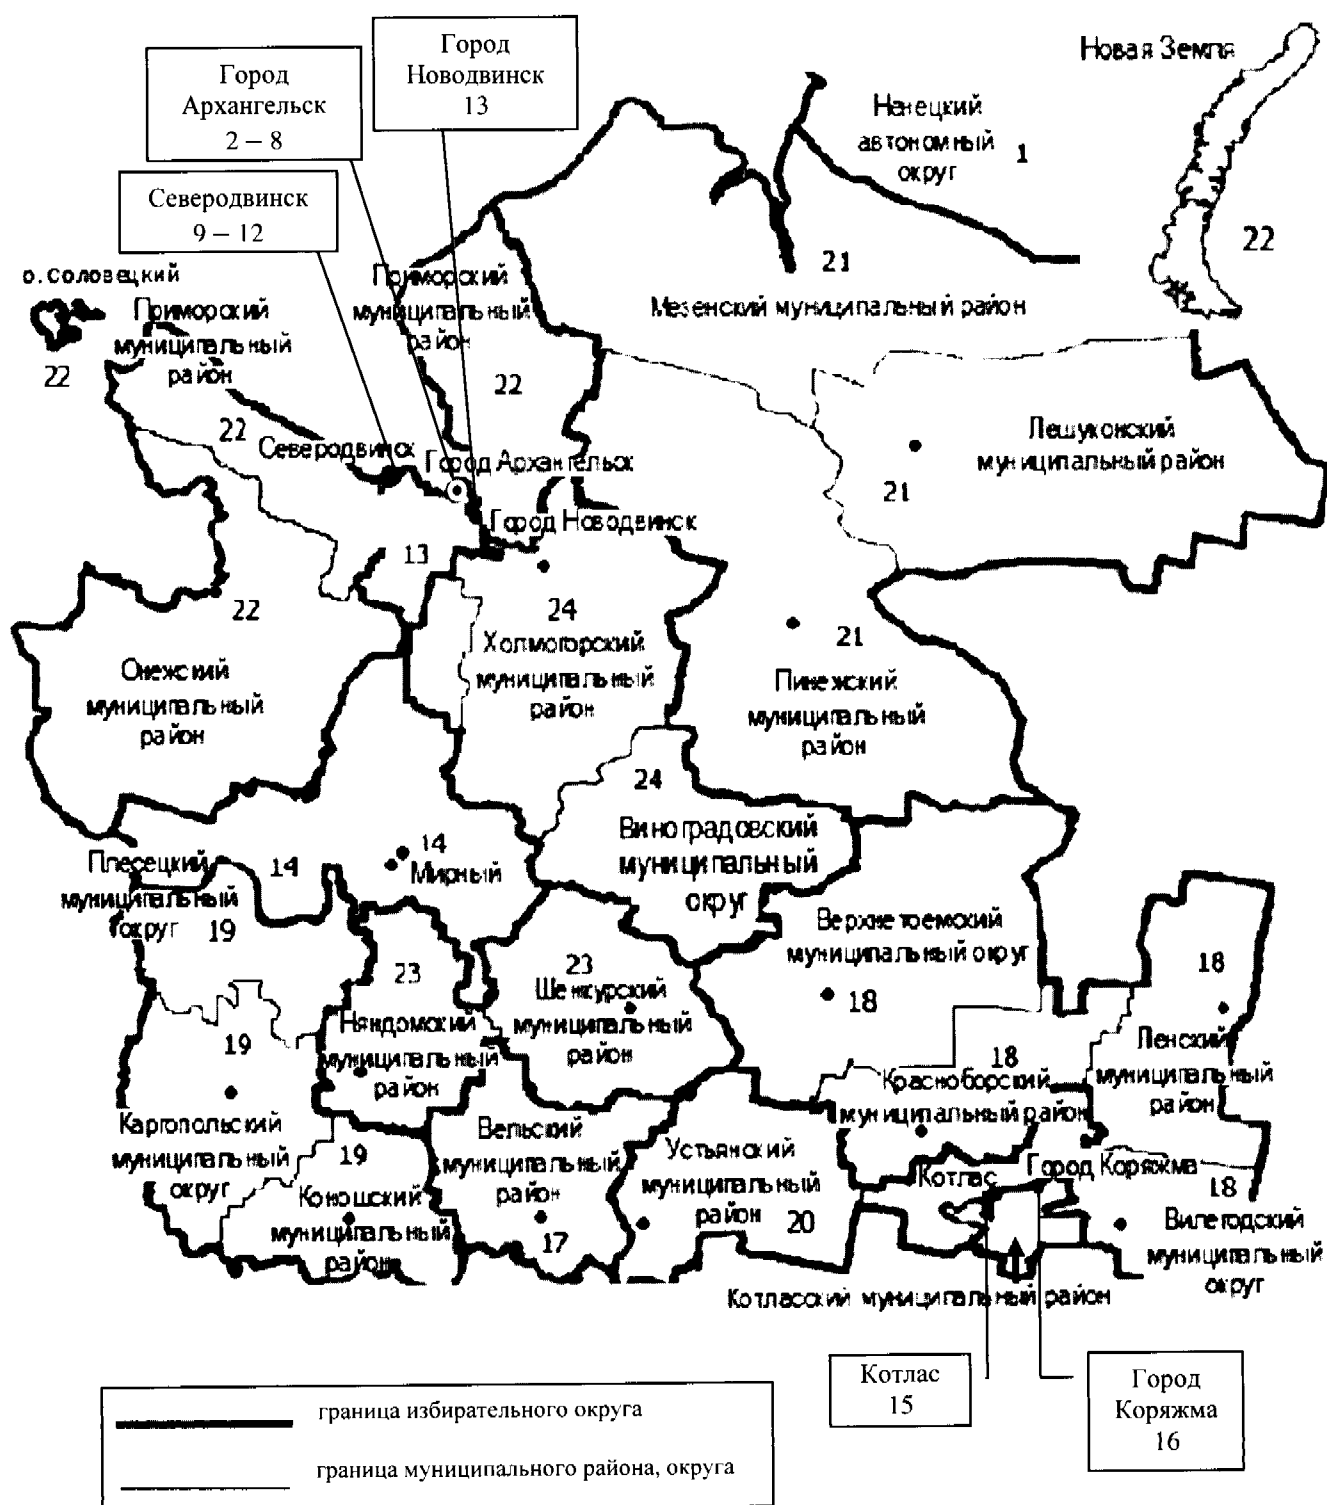 Город
Новодвинск
13
Город
Архангельск
2 – 8
Северодвинск
9 – 12
Новая Земля
22
Ненецкий
автономный
округ
1
21
Мезенский муниципальный район
о. Соловецкий
22
Приморский
муниципальный
район
22
Приморский
муниципальный
район
22
Северодвинск
Город Архангельск
Город Новодвинск
13
Лешуконский
муниципальный район
21
22
Онежский
муниципальный
район
24
Холмогорский
муниципальный
район
21
Пинежский
муниципальный
район
24
Виноградовский
муниципальный
округ
Плесецкий
муниципальный
округ
14
14
Мирный
19
23
Няндомский
муниципальный
район
23
Шенкурский
муниципальный
район
Верхнетоемский
муниципальный округ
18
18
Ленский
муниципальный
район
18
Красноборский
муниципальный район
19
Каргопольский
муниципальный
округ
19
Коношский
муниципальный
район
Вельский
муниципальный
район
17
Устьянский
муниципальный
район
20
Котлас
Город Коряжма
18
Вилегодский
муниципальный
округ
Котласский муниципальный район
Котлас
15
Город
Коряжма
16
граница избирательного округа
граница муниципального района, округа